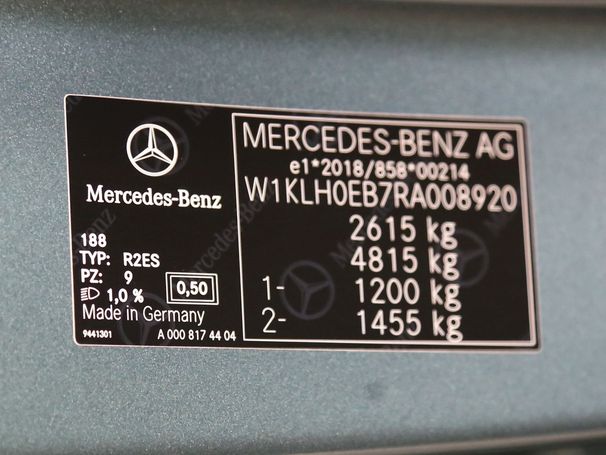 Mercedes-Benz
188
TYP: R2ES
PZ: 9
1,0 %
0,50
Made in Germany
9441301
A 000 817 44 04
MERCEDES-BENZ AG
e1*2018/858*00214
W1KLH0EB7RA008920
2615 kg
4815 kg
1- 1200 kg
2- 1455 kg